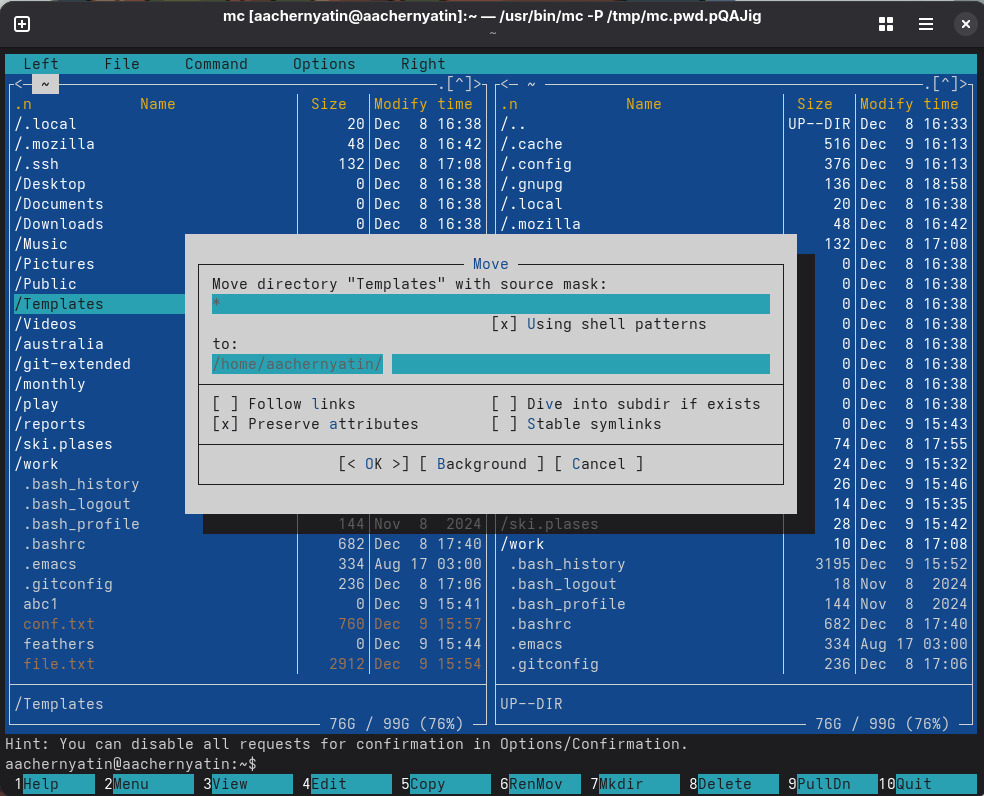 mc [aachernyatin@aachernyatin]:~ — /usr/bin/mc -P /tmp/mc.pwd.pQAJig
~
Left File Command Options Right
<─ ~ .[^]> <─ ~ .[^]>
.n Name Size Modify time .n Name Size Modify time
/.local 20 Dec 8 16:38 /.. UP--DIR Dec 8 16:33
/.mozilla 48 Dec 8 16:42 /.cache 516 Dec 9 16:13
/.ssh 132 Dec 8 17:08 /.config 376 Dec 9 16:13
/Desktop 0 Dec 8 16:38 /.gnupg 136 Dec 8 18:58
/Documents 0 Dec 8 16:38 /.local 20 Dec 8 16:38
/Downloads 0 Dec 8 16:38 /.mozilla 48 Dec 8 16:42
/Music 132 Dec 8 17:08
/Pictures Move 0 Dec 8 16:38
/Public Move directory "Templates" with source mask: 0 Dec 8 16:38
/Templates * 0 Dec 8 16:38
/Videos [x] Using shell patterns 0 Dec 8 16:38
/australia to: 0 Dec 8 16:38
/git-extended /home/aachernyatin/ 0 Dec 8 16:38
/monthly 0 Dec 8 16:38
/play [ ] Follow links [ ] Dive into subdir if exists 0 Dec 8 16:38
/reports [x] Preserve attributes [ ] Stable symlinks 0 Dec 9 15:43
/ski.plases 74 Dec 8 17:55
/work [< OK >] [ Background ] [ Cancel ] 24 Dec 9 15:32
.bash_history 26 Dec 9 15:46
.bash_logout 14 Dec 9 15:35
.bash_profile 144 Nov 8 2024 /ski.plases 28 Dec 9 15:42
.bashrc 682 Dec 8 17:40 /work 10 Dec 8 17:08
.emacs 334 Aug 17 03:00 .bash_history 3195 Dec 9 15:52
.gitconfig 236 Dec 8 17:06 .bash_logout 18 Nov 8 2024
abc1 0 Dec 9 15:41 .bash_profile 144 Nov 8 2024
conf.txt 760 Dec 9 15:57 .bashrc 682 Dec 8 17:40
feathers 0 Dec 9 15:44 .emacs 334 Aug 17 03:00
file.txt 2912 Dec 9 15:54 .gitconfig 236 Dec 8 17:06
/Templates UP--DIR
76G / 99G (76%) 76G / 99G (76%)
Hint: You can disable all requests for confirmation in Options/Confirmation.
aachernyatin@aachernyatin:~$
1Help 2Menu 3View 4Edit 5Copy 6RenMov 7Mkdir 8Delete 9PullDn 10Quit